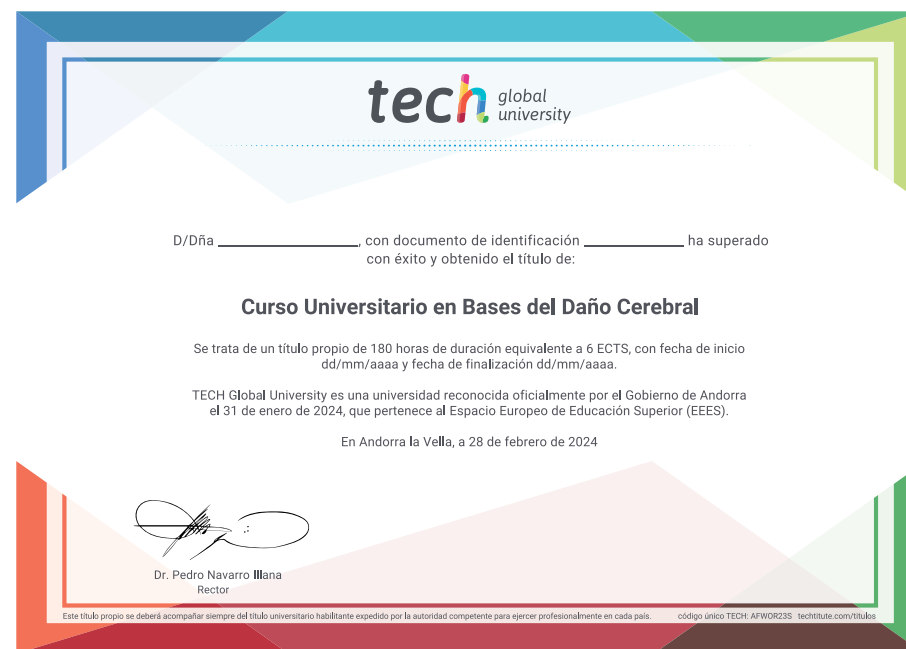 tech global university
D/Dña ____________________, con documento de identificación ______________ ha superado
con éxito y obtenido el título de:
Curso Universitario en Bases del Daño Cerebral
Se trata de un título propio de 180 horas de duración equivalente a 6 ECTS, con fecha de inicio
dd/mm/aaaa y fecha de finalización dd/mm/aaaa.
TECH Global University es una universidad reconocida oficialmente por el Gobierno de Andorra
el 31 de enero de 2024, que pertenece al Espacio Europeo de Educación Superior (EEES).
En Andorra la Vella, a 28 de febrero de 2024
Dr. Pedro Navarro Illana
Rector
Este título propio se deberá acompañar siempre del título universitario habilitante expedido por la autoridad competente para ejercer profesionalmente en cada país. código único TECH: AFWOR23S techtitute.com/titulos